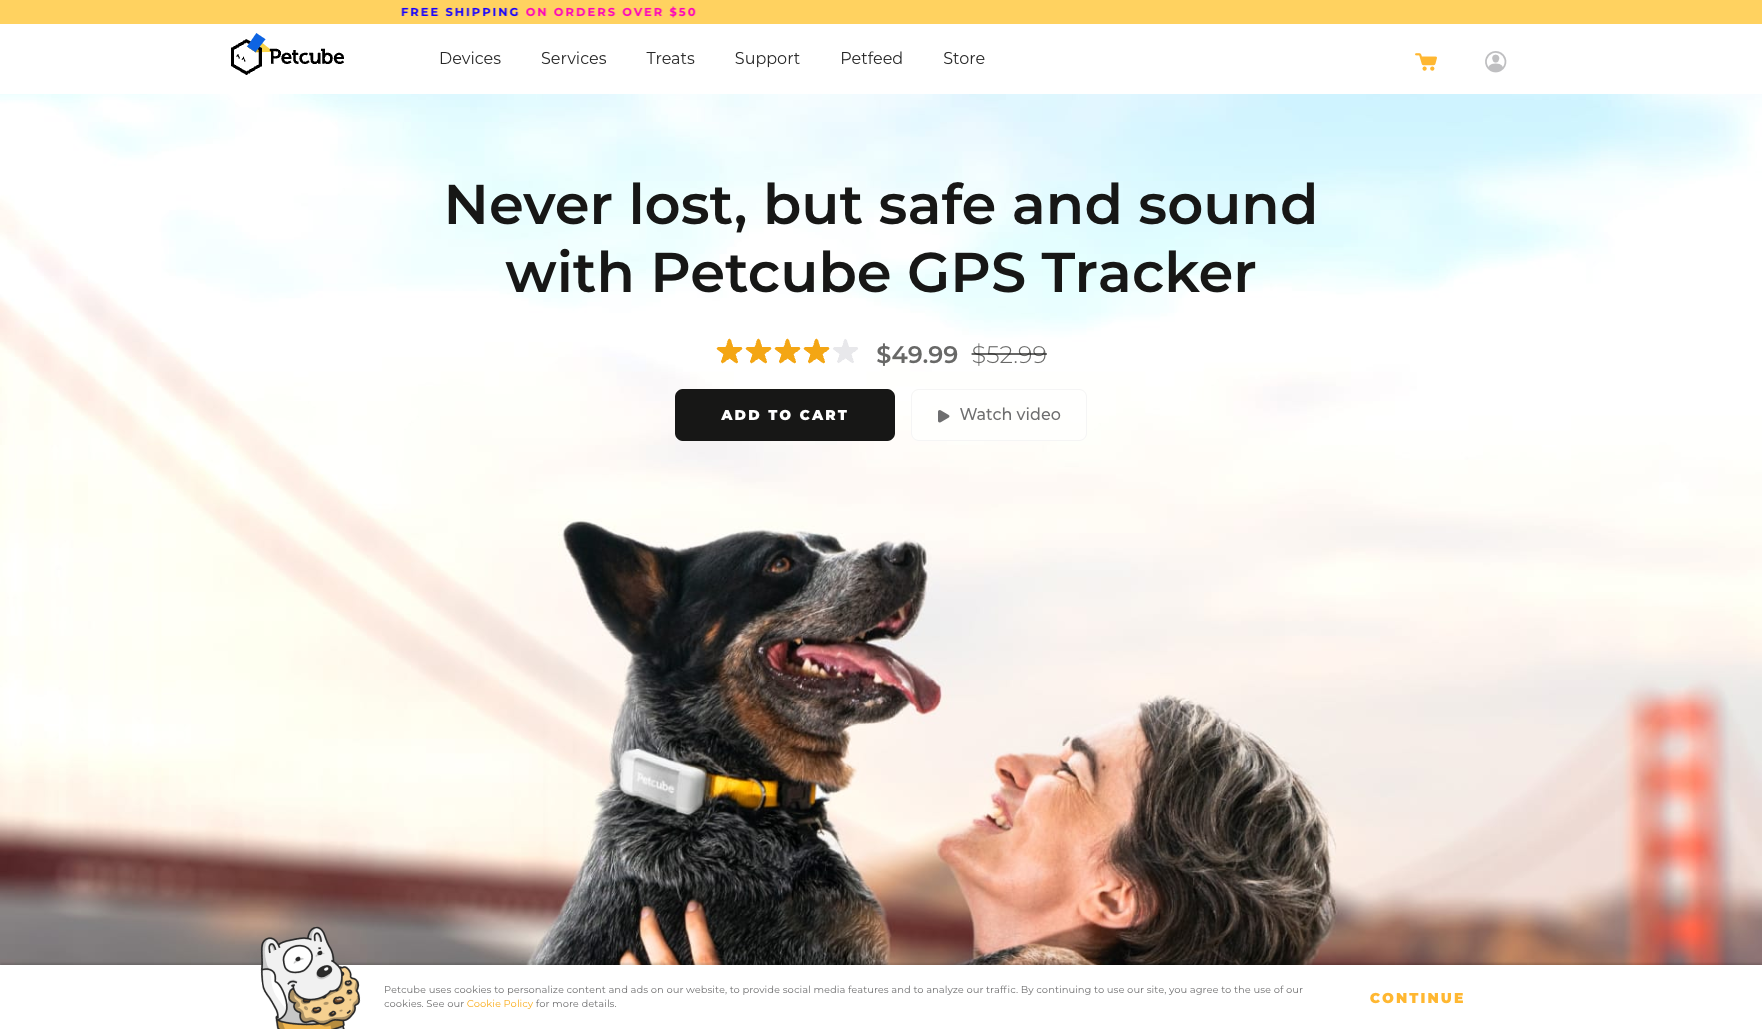 FREE SHIPPING ON ORDERS OVER $50
Petcube
Devices Services Treats Support Petfeed Store
Never lost, but safe and sound
with Petcube GPS Tracker
$49.99 $52.99
ADD TO CART Watch video
Petcube
Petcube uses cookies to personalize content and ads on our website, to provide social media features and to analyze our traffic. By continuing to use our site, you agree to the use of our
cookies. See our Cookie Policy for more details.
CONTINUE